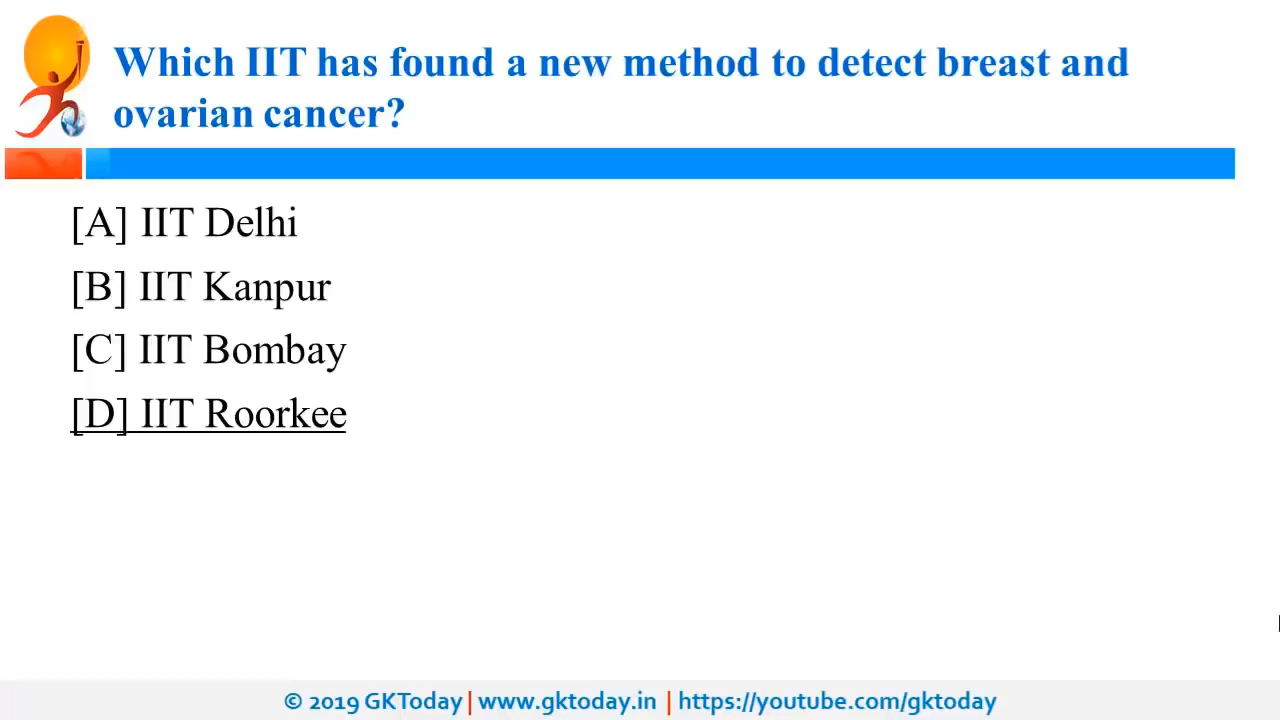 Which IIT has found a new method to detect breast and
ovarian cancer?
[A] IIT Delhi
[B] IIT Kanpur
[C] IIT Bombay
[D] IIT Roorkee
© 2019 GKToday | www.gktoday.in | https://youtube.com/gktoday